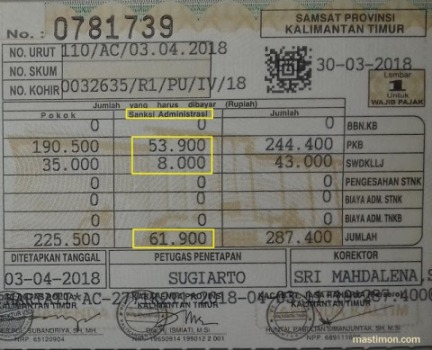 SAMSAT PROVINSI
KALIMANTAN TIMUR
No. : 0781739
NO. URUT 110/AC/03.04.2018
NO. SKUM
NO. KOHIR 0032635/R1/PU/IV/18
30-03-2018
Lembar
1
Untuk
WAJIB PAJAK
Jumlah yang harus dibayar (Rupiah)
Pokok Sanksi Administrasi Jumlah
0 0 0 BBN.KB
190.500 53.900 244.400 PKB
35.000 8.000 43.000 SWDKLLJ
0 0 0 PENGESAHAN STNK
0 0 0 BIAYA ADM. STNK
0 0 0 BIAYA ADM. TNKB
225.500 61.900 287.400 JUMLAH
DITETAPKAN TANGGAL PETUGAS PENETAPAN KOREKTOR
03-04-2018 SUGIARTO SRI MAHDALENA,S
KALIMANTAN TIMUR
mastimon.com